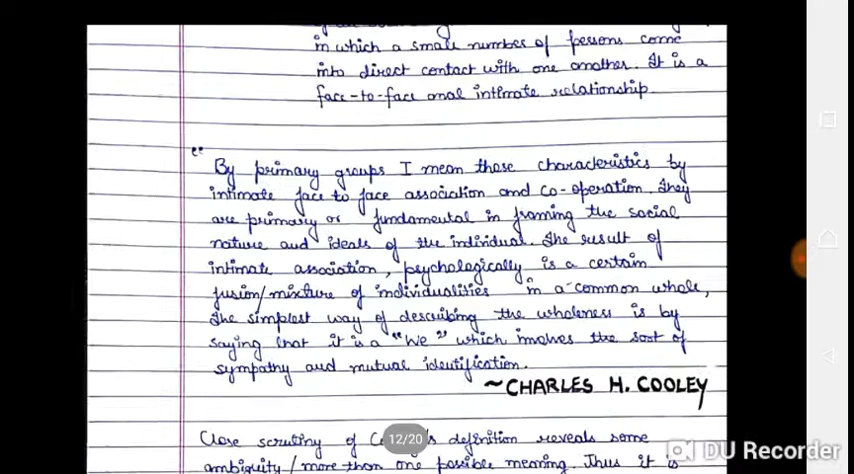 in which a small number of persons come
into direct contact with one another. It is a
face-to-face and intimate relationship.
“
By primary groups I mean those characteristics by
intimate face to face association and co-operation. They
are primary or fundamental in framing the social
nature and ideals of the individual. The result of
intimate association, psychologically is a certain
fusion/mixture of individualities in a common whole,
the simplest way of describing the wholeness is by
saying that it is a "We" which involves the sort of
sympathy and mutual identification.
~CHARLES H. COOLEY
Close scrutiny of definition reveals some
12/20
ambiguity/more than one possible meaning. Thus it is
DU Recorder